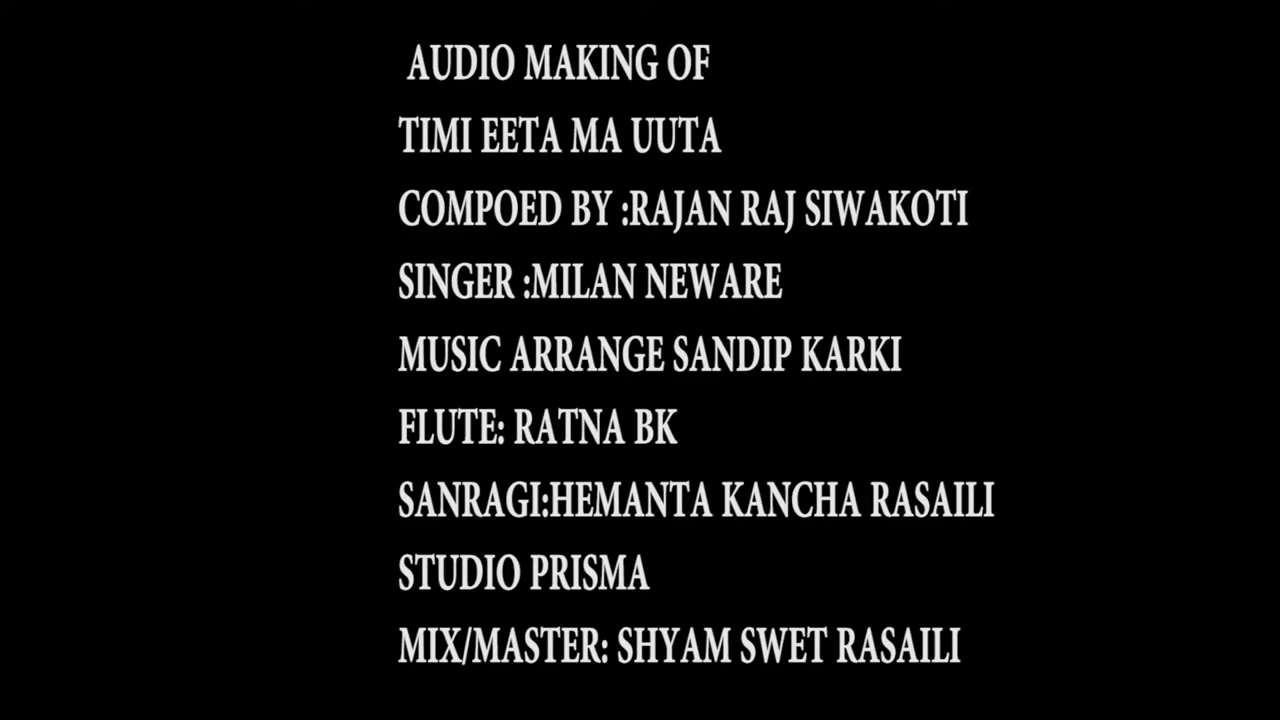 AUDIO MAKING OF
TIMI EETA MA UUTA
COMPOED BY :RAJAN RAJ SIWAKOTI
SINGER :MILAN NEWARE
MUSIC ARRANGE SANDIP KARKI
FLUTE: RATNA BK
SANRAGI:HEMANTA KANCHA RASAILI
STUDIO PRISMA
MIX/MASTER: SHYAM SWET RASAILI